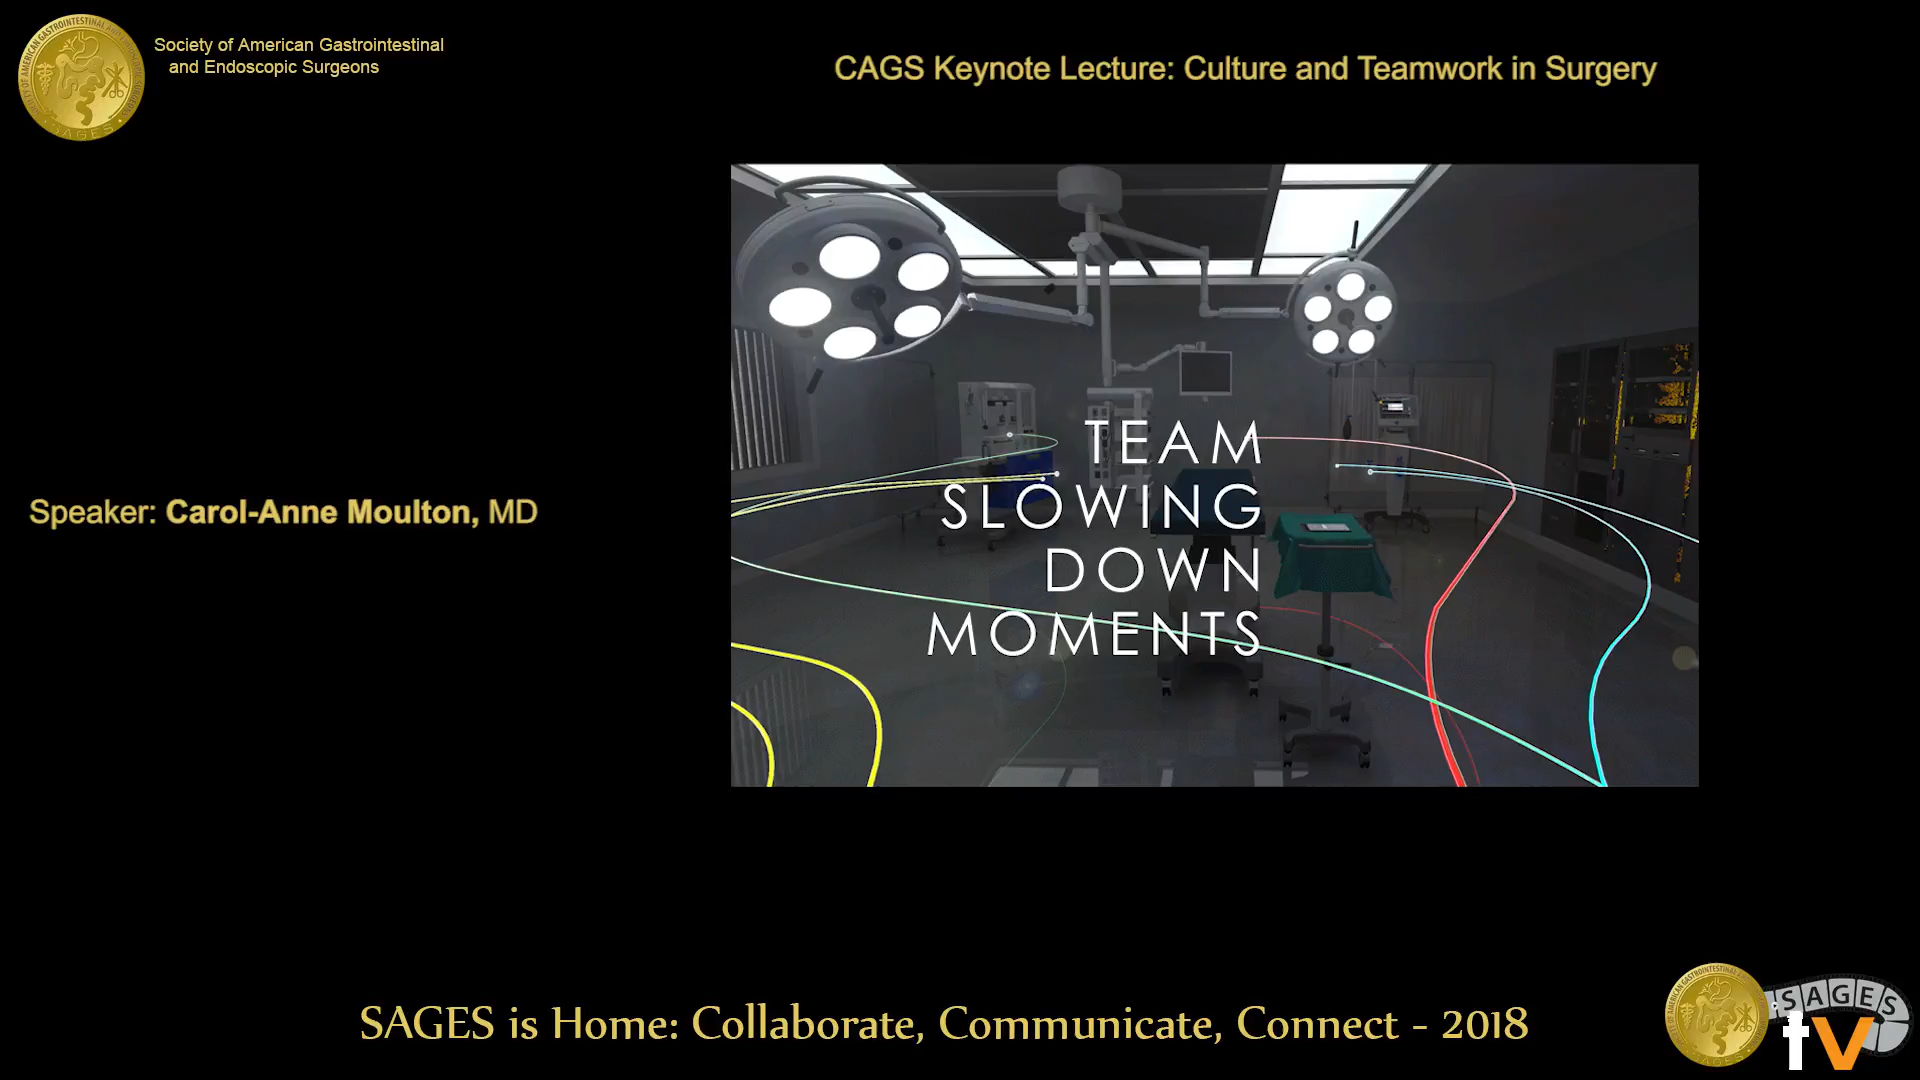 Society of American Gastrointestinal
and Endoscopic Surgeons
CAGS Keynote Lecture: Culture and Teamwork in Surgery
Speaker: Carol-Anne Moulton, MD
TEAM
SLOWING
DOWN
MOMENTS
SAGES is Home: Collaborate, Communicate, Connect - 2018
SAGES
tv